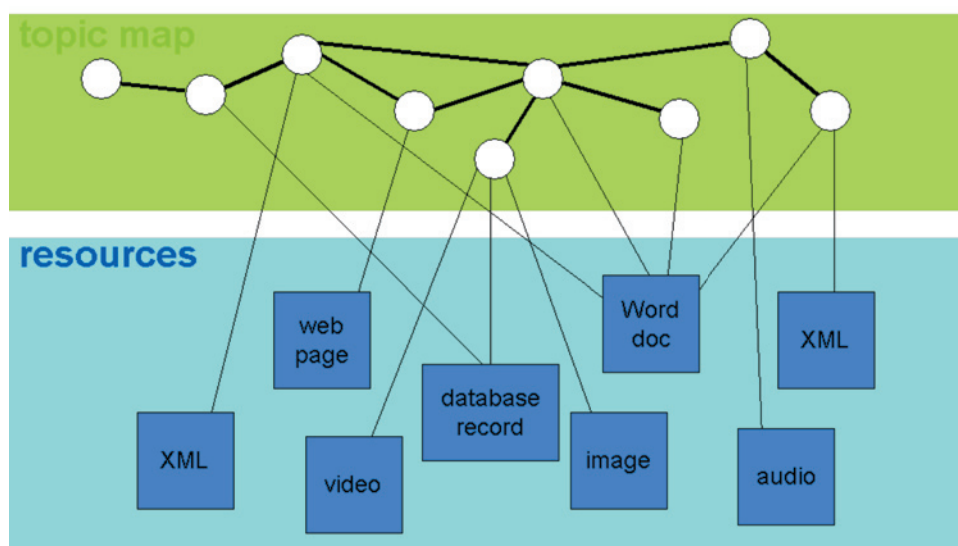 topic map
resources
web
page
Word
doc
XML
database
record
XML
video
image
audio